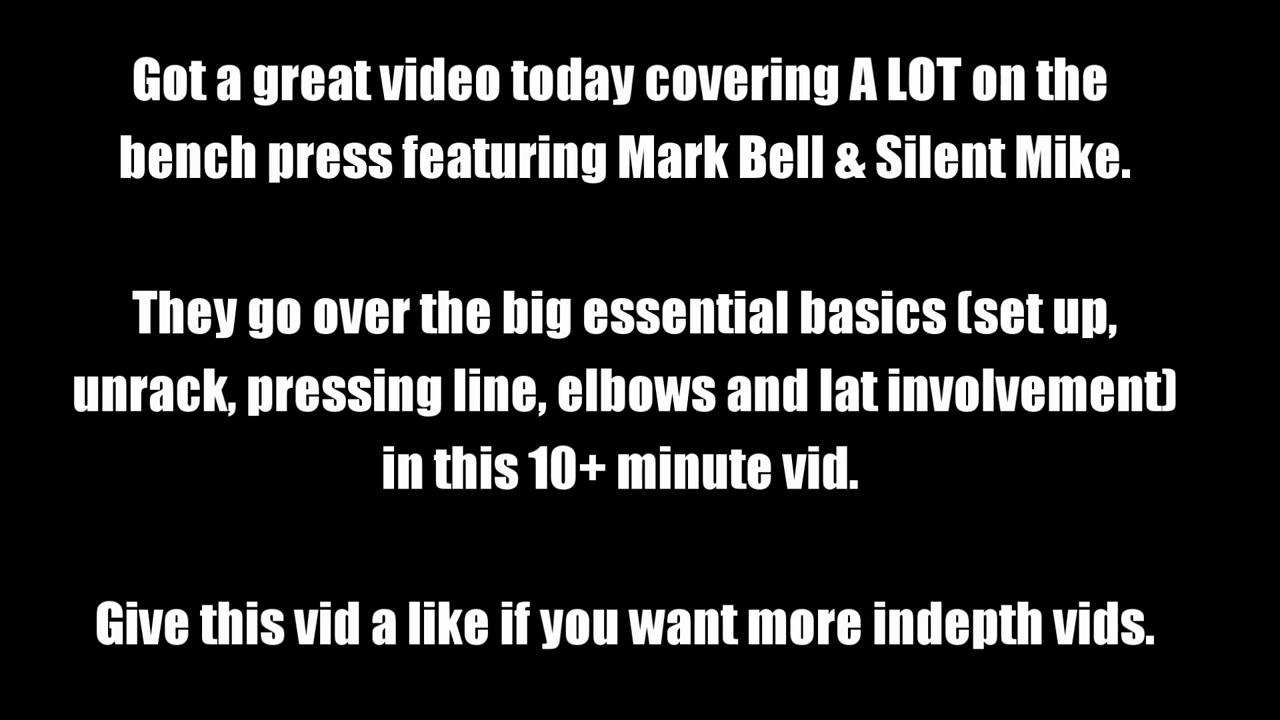 Got a great video today covering A LOT on the
bench press featuring Mark Bell & Silent Mike.
They go over the big essential basics (set up,
unrack, pressing line, elbows and lat involvement)
in this 10+ minute vid.
Give this vid a like if you want more indepth vids.